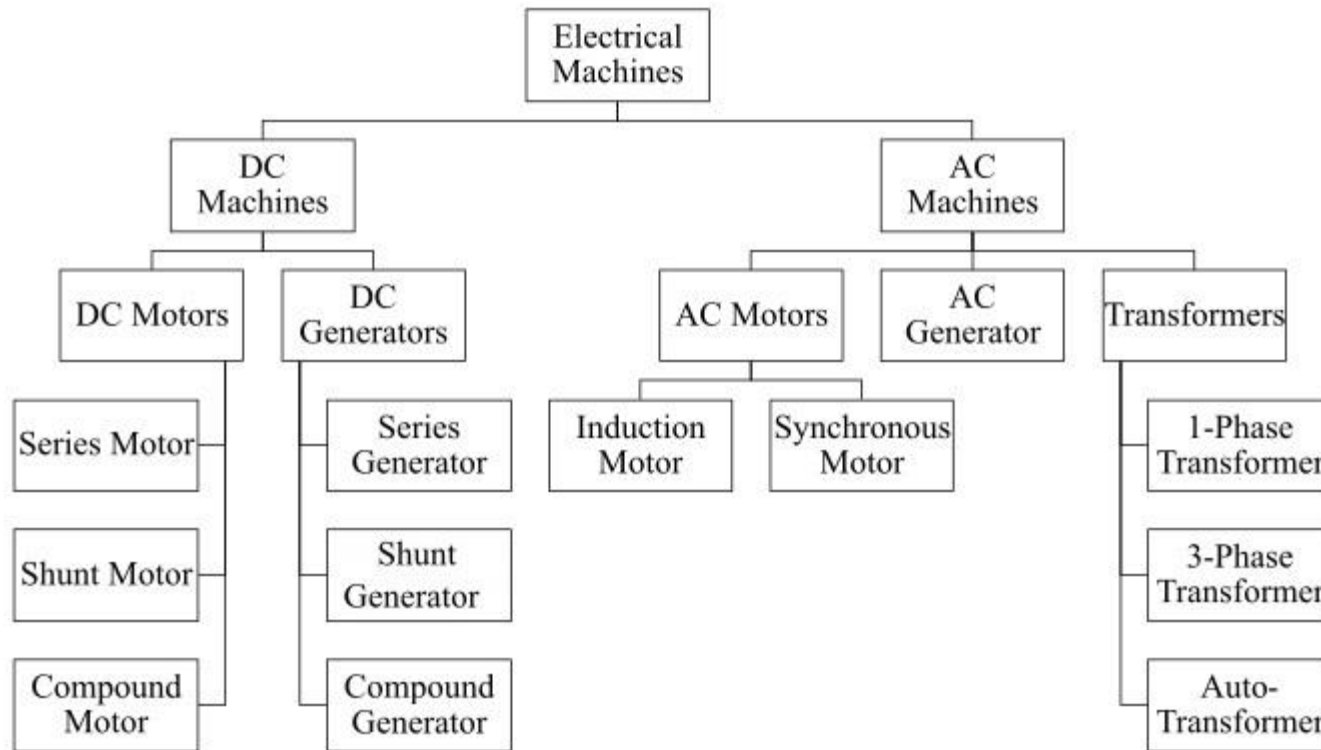 Electrical
Machines
DC
Machines
AC
Machines
DC Motors
DC
Generators
AC Motors
AC
Generator
Transformers
Series Motor
Series
Generator
Induction
Motor
Synchronous
Motor
1-Phase
Transformer
Shunt Motor
Shunt
Generator
3-Phase
Transformer
Compound
Motor
Compound
Generator
Auto-
Transformer